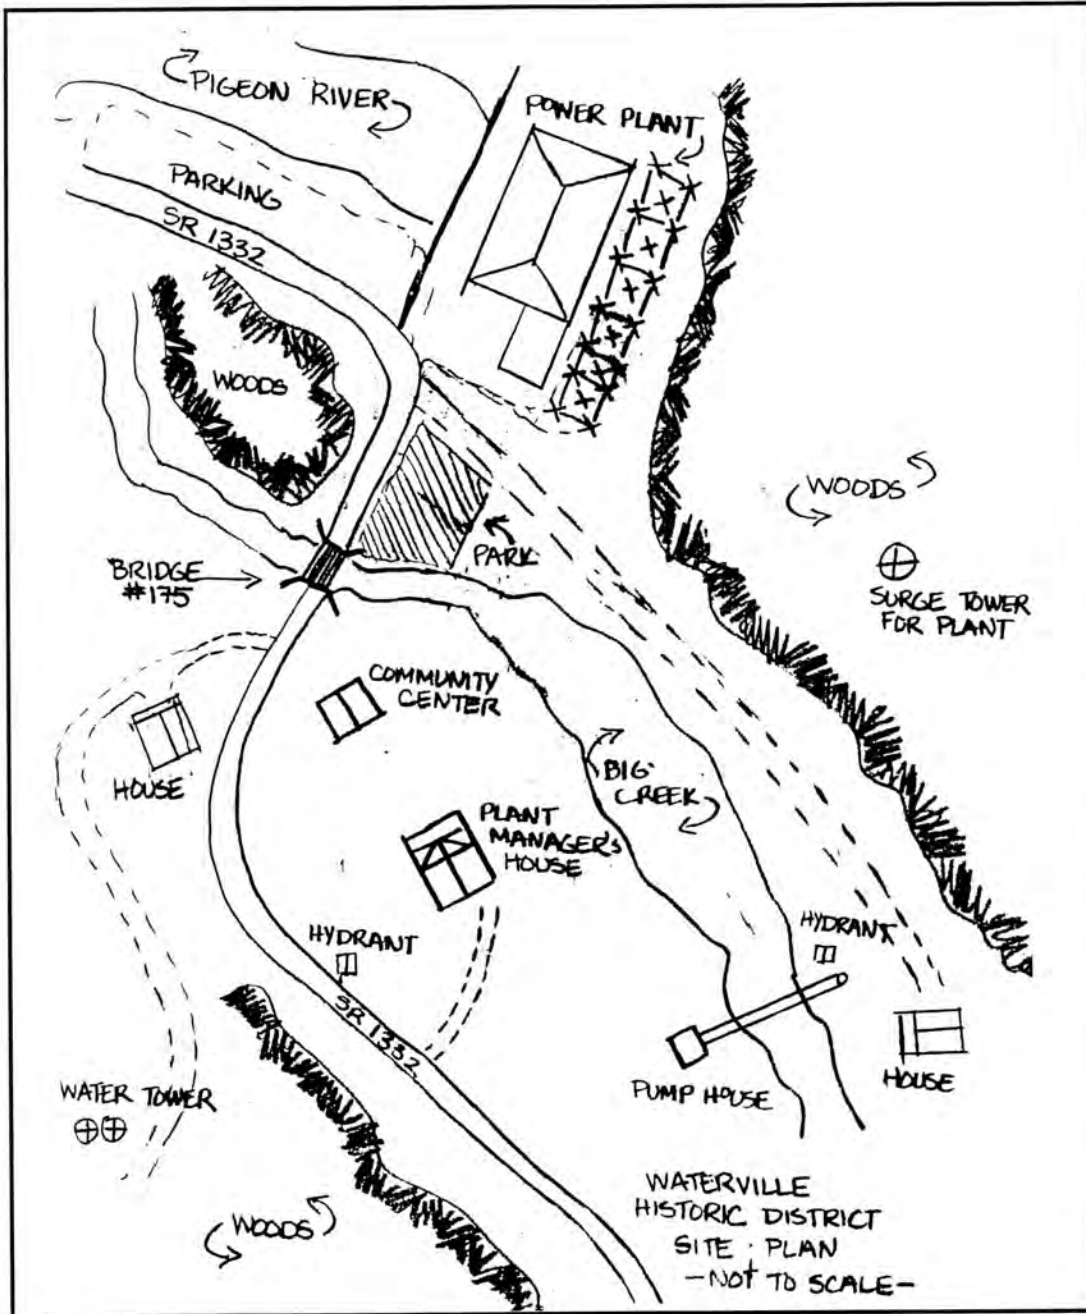 PIGEON RIVER
POWER PLANT
PARKING
SR 1332
WOODS
WOODS
PARK
BRIDGE
#175
SURGE TOWER
FOR PLANT
COMMUNITY
CENTER
HOUSE
BIG
CREEK
PLANT
MANAGER'S
HOUSE
HYDRANT
HYDRANT
SR 1332
HOUSE
PUMP HOUSE
WATER TOWER
WOODS
WATERVILLE
HISTORIC DISTRICT
SITE · PLAN
-NOT TO SCALE-